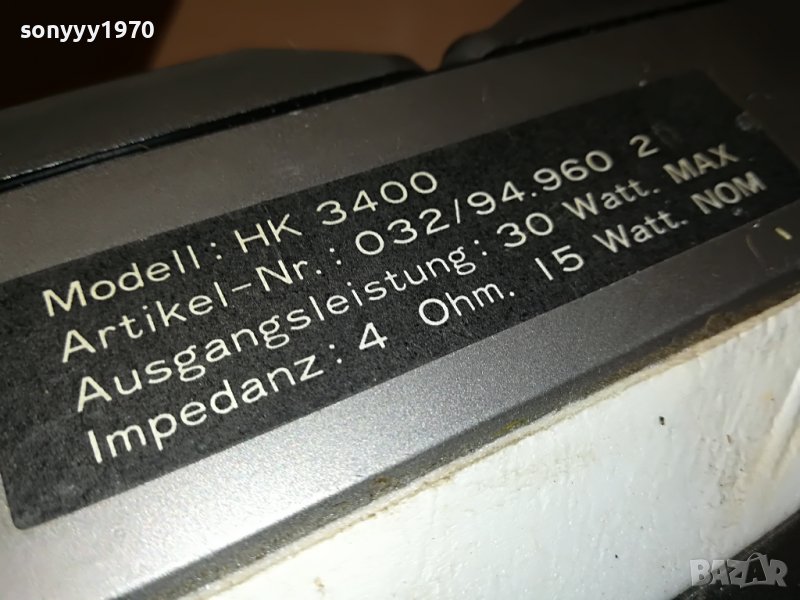 sonyyy1970
Modell: HK 3400
Artikel-Nr.: 032/94.960 2
Ausgangsleistung: 30 Watt. MAX
Impedanz: 4 Ohm. 15 Watt. NOM
BAZAR